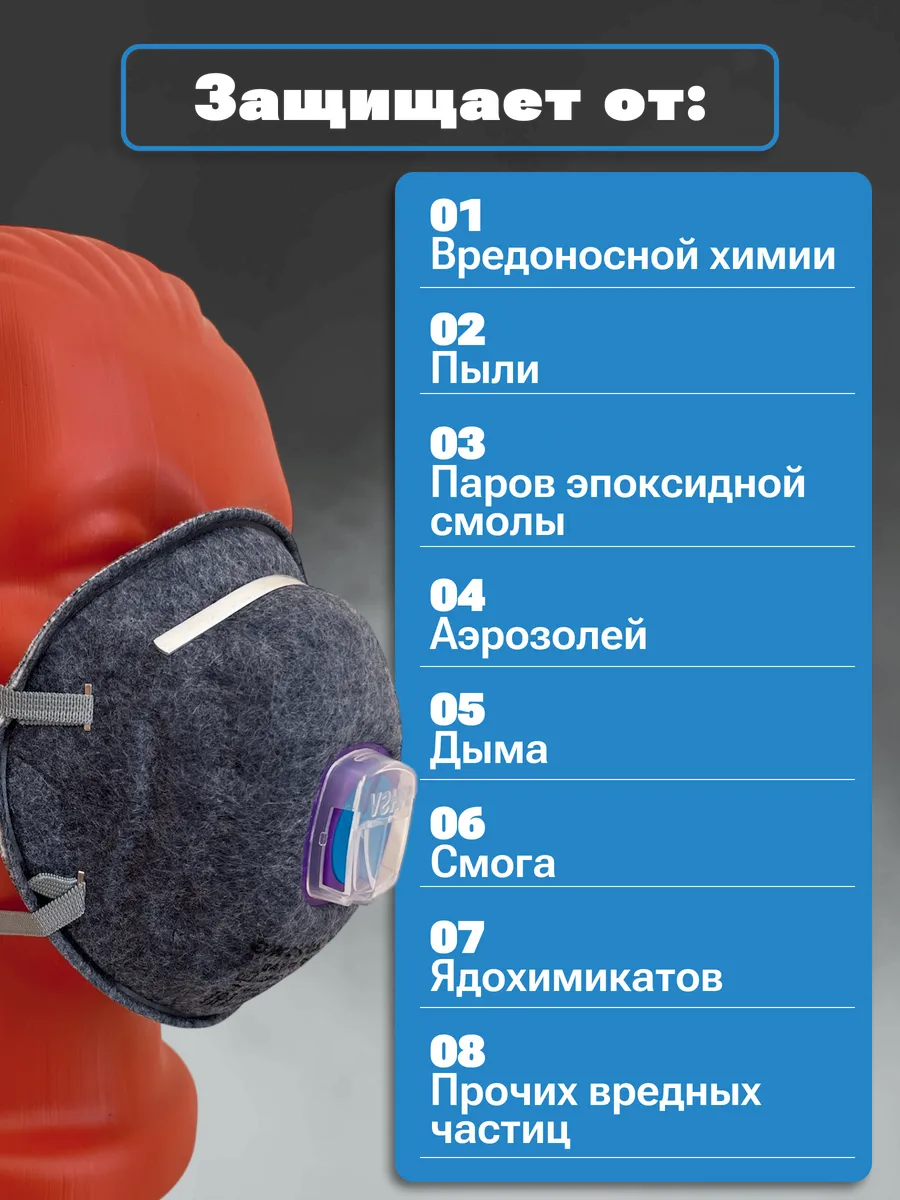 Защищает от:
01
Вредоносной химии
02
Пыли
03
Паров эпоксидной
смолы
04
Аэрозолей
05
Дыма
06
Смога
07
Ядохимикатов
08
Прочих вредных
частиц